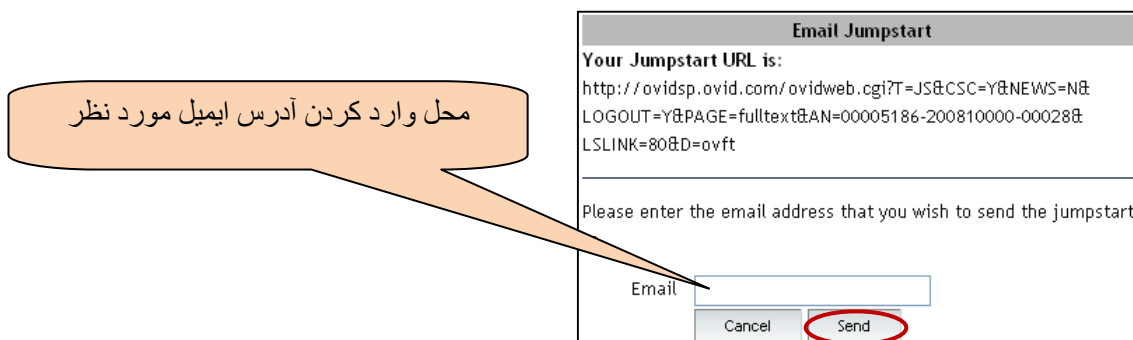 Email Jumpstart
Your Jumpstart URL is:
http://ovidsp.ovid.com/ovidweb.cgi?T=JS&CSC=Y&NEWS=N&
LOGOUT=Y&PAGE=fulltext&AN=00005186-200810000-00028&
LSLINK=80&D=ovft
محل وارد کردن آدرس ایمیل مورد نظر
Please enter the email address that you wish to send the jumpstart
Email
Cancel Send